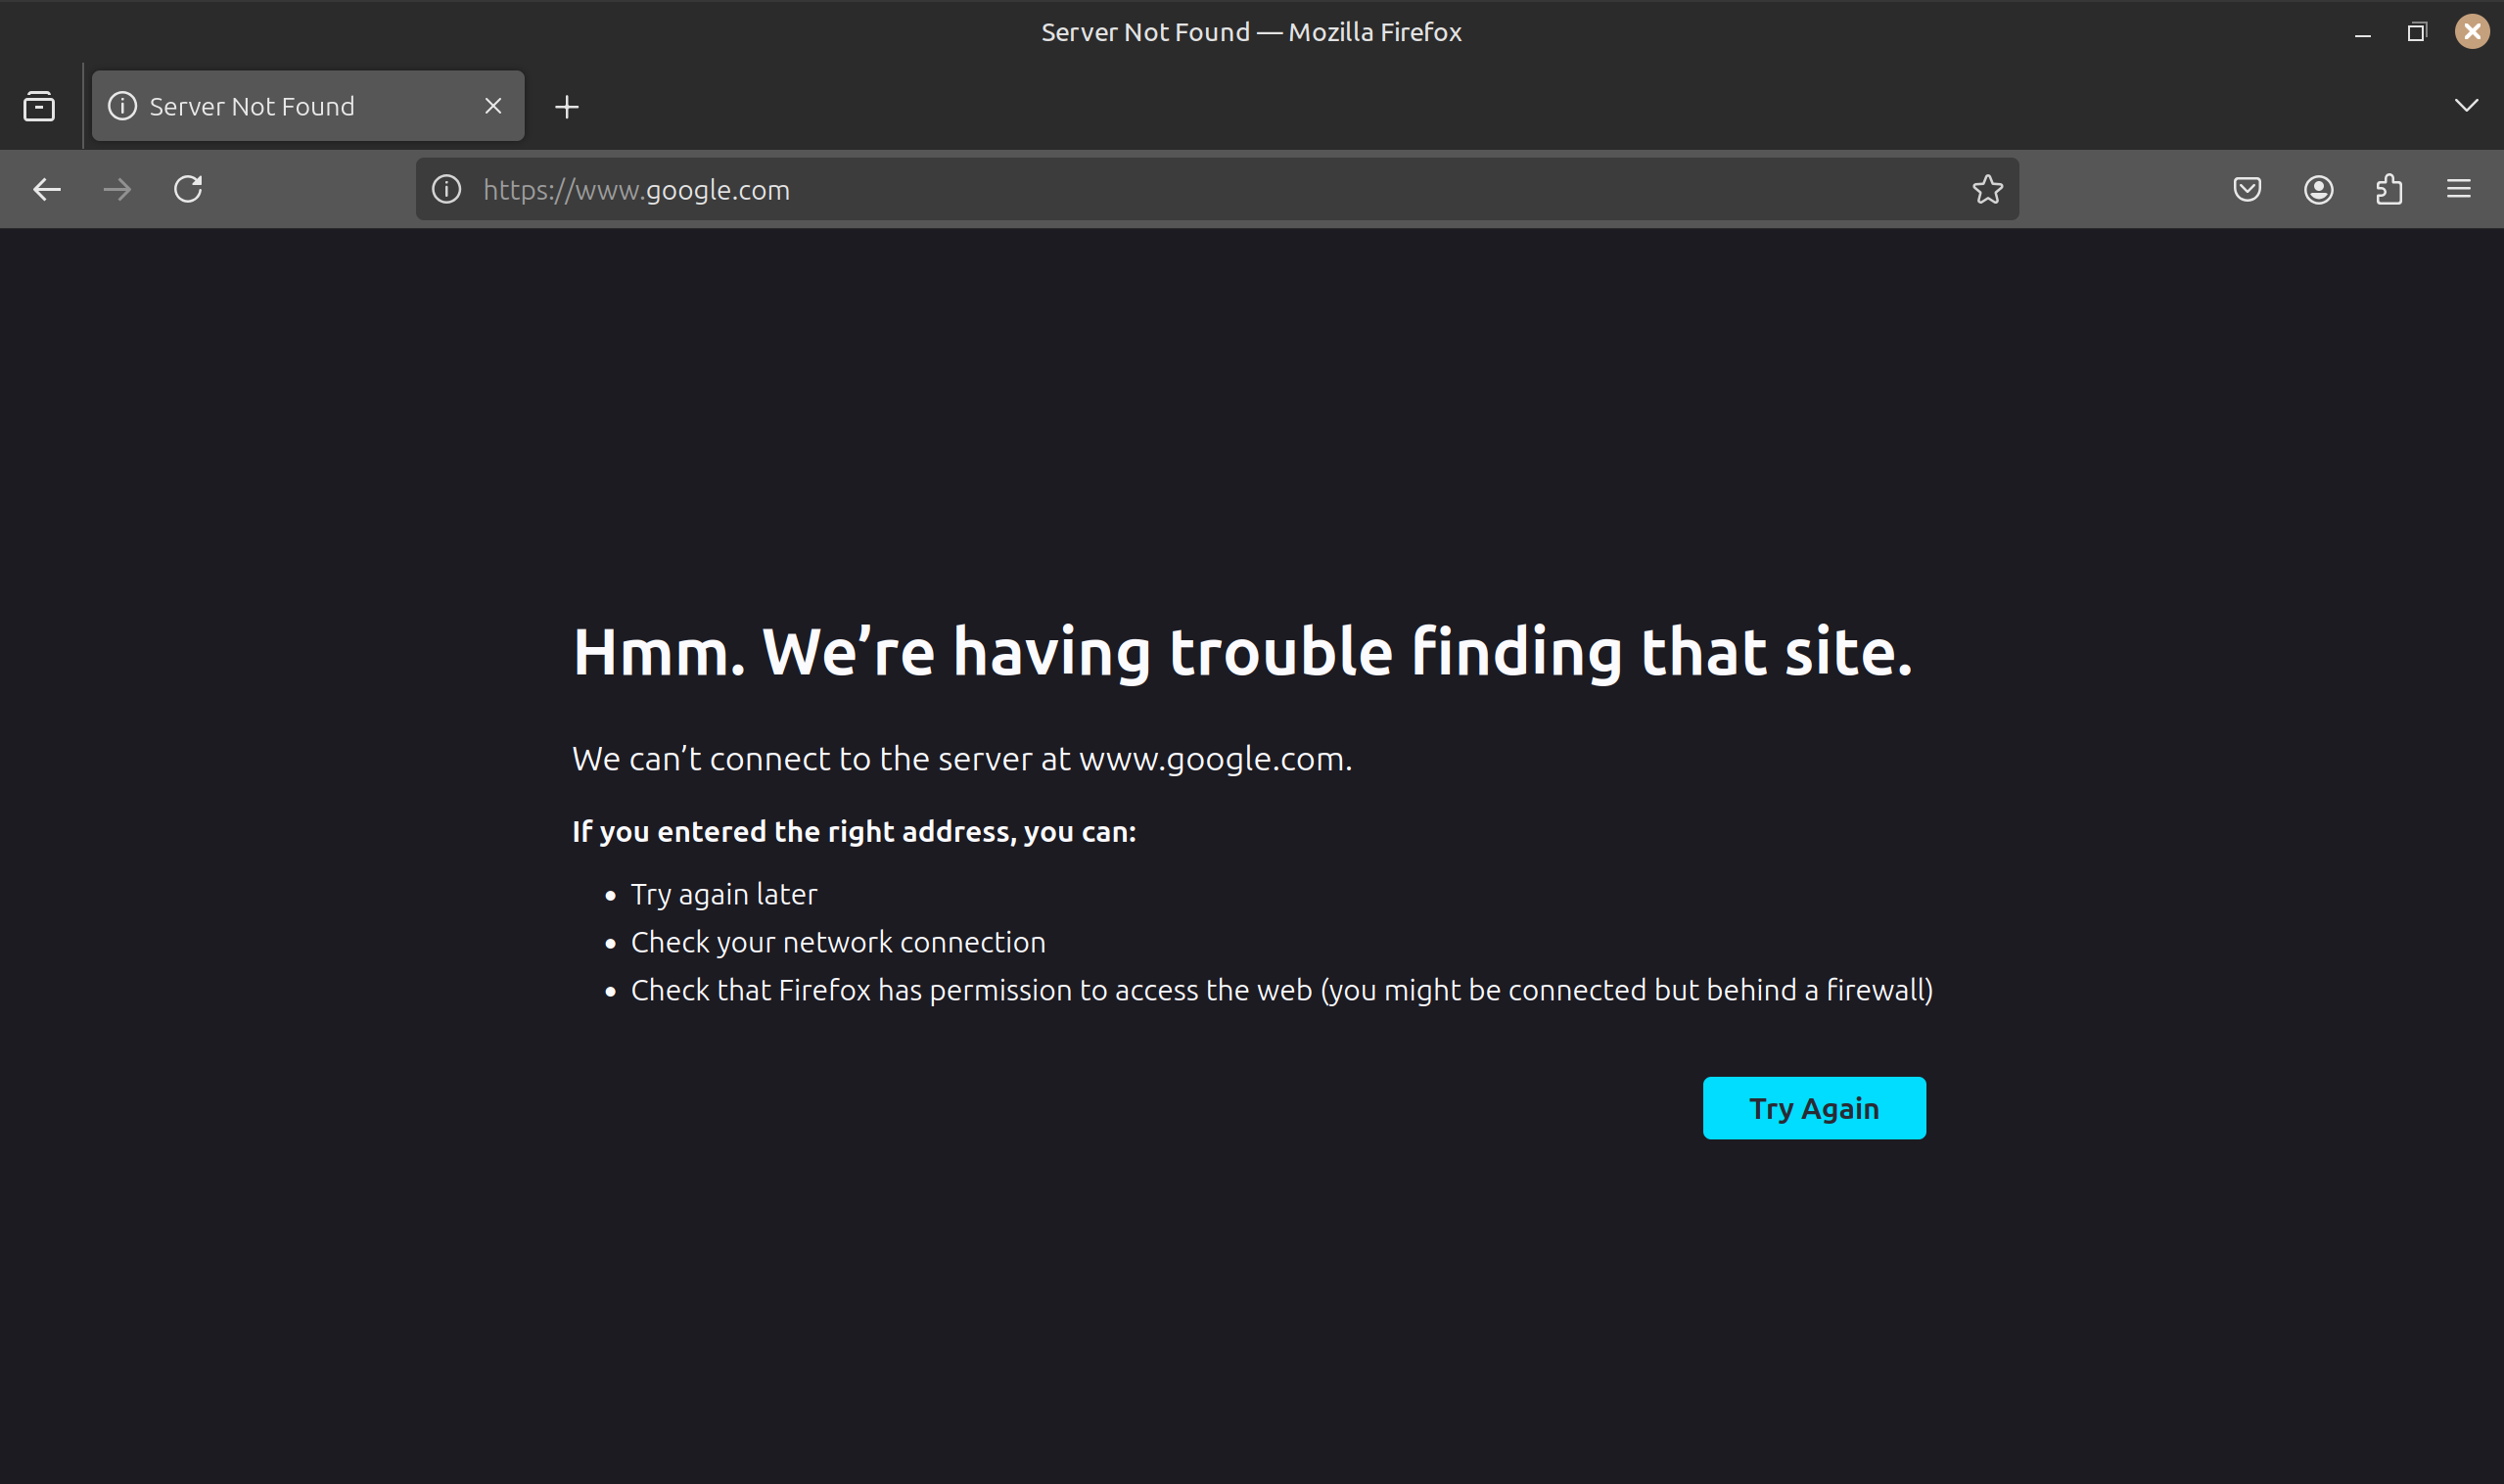 Server Not Found — Mozilla Firefox
Server Not Found
https://www.google.com
Hmm. We’re having trouble finding that site.
We can’t connect to the server at www.google.com.
If you entered the right address, you can:
• Try again later
• Check your network connection
• Check that Firefox has permission to access the web (you might be connected but behind a firewall)
Try Again